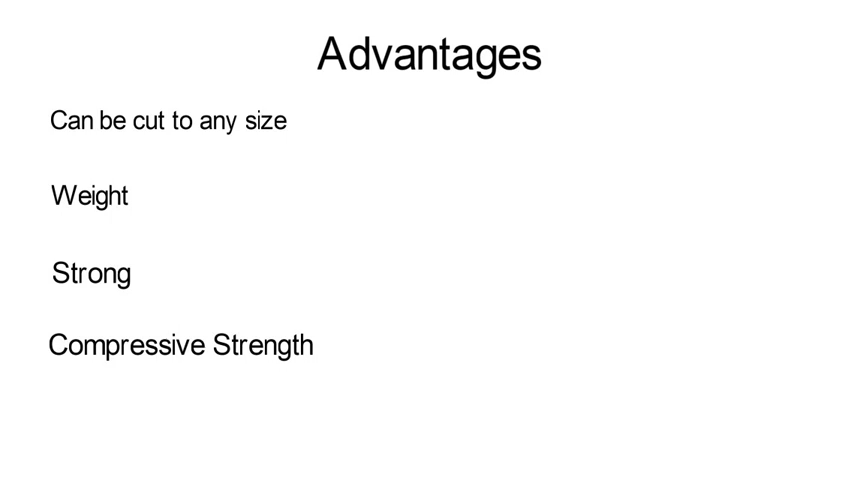 Advantages
Can be cut to any size
Weight
Strong
Compressive Strength